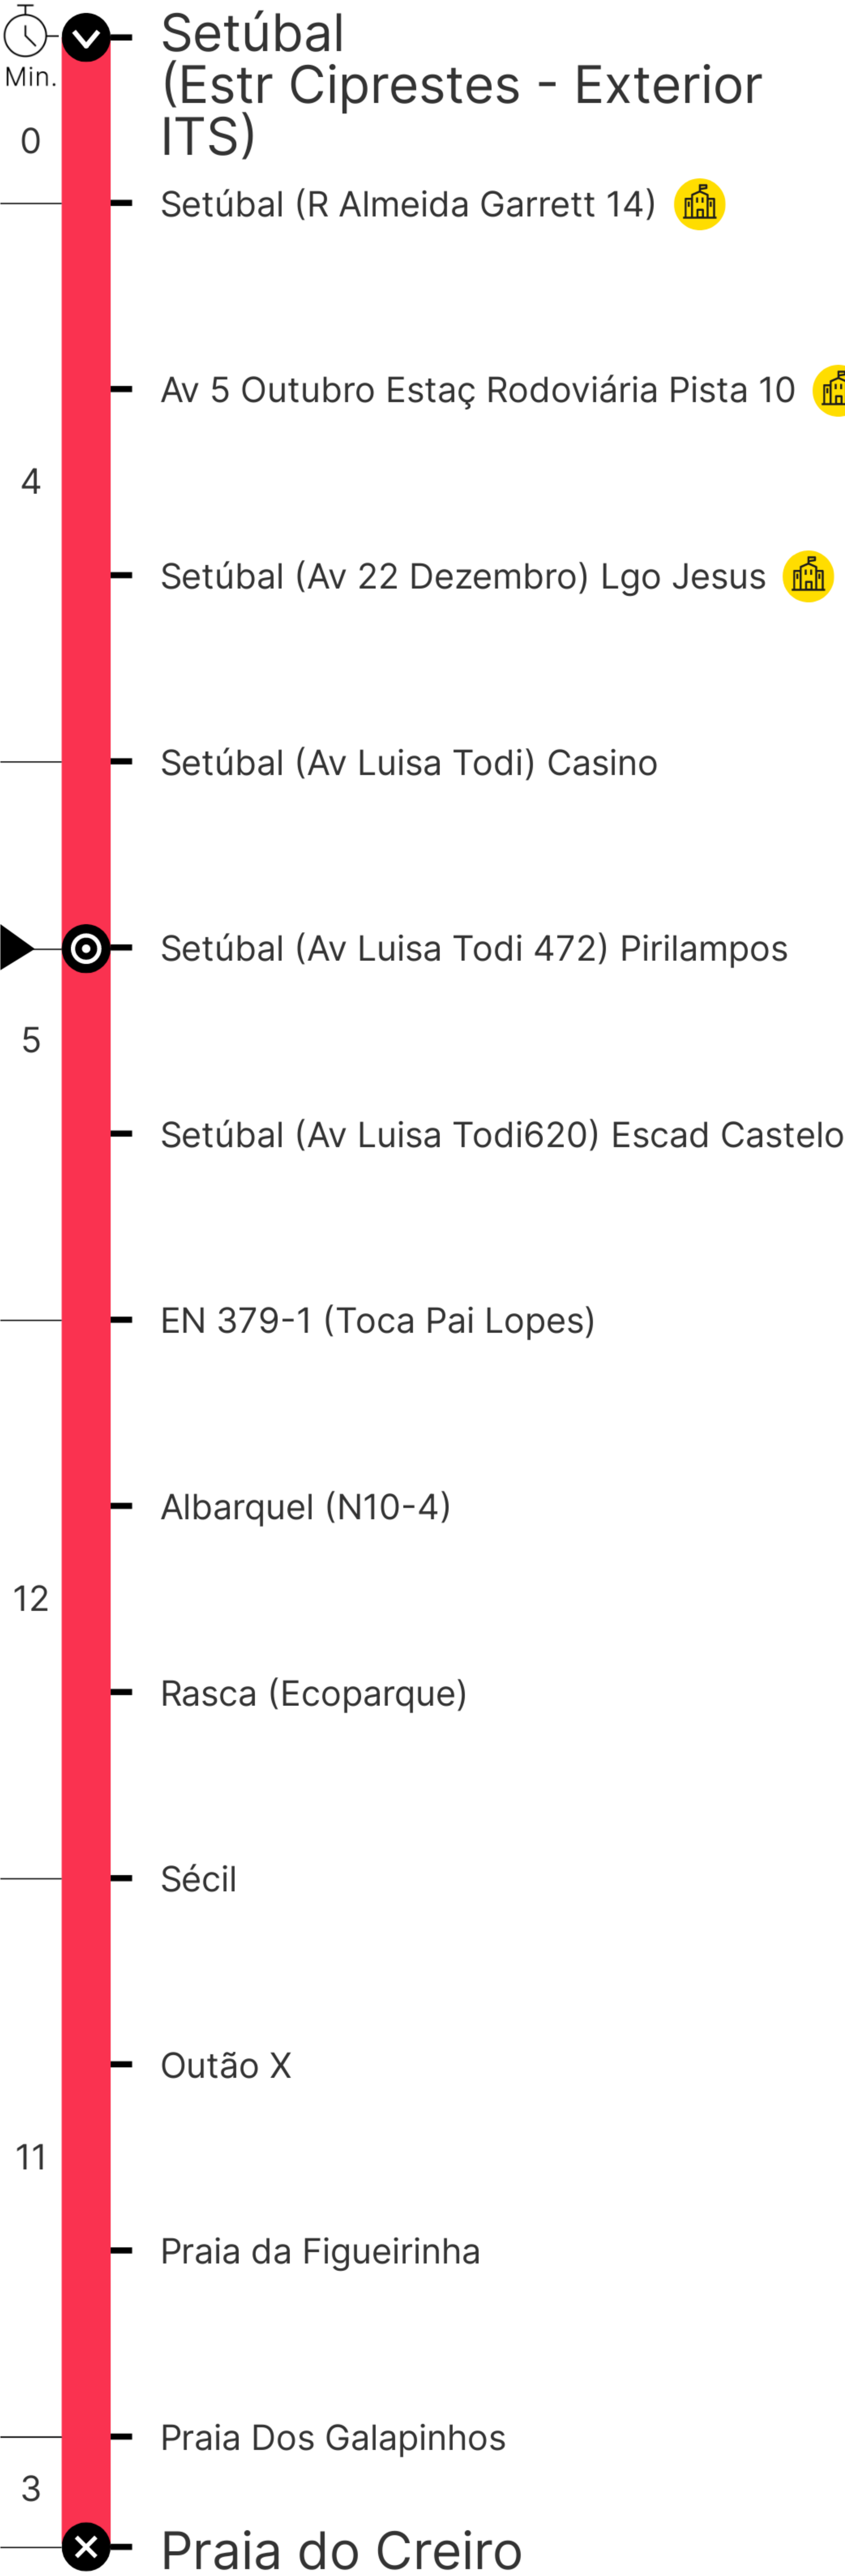 Setúbal
(Estr Ciprestes - Exterior
ITS)
Min.
0
Setúbal (R Almeida Garrett 14)
Av 5 Outubro Estaç Rodoviária Pista 10
4
Setúbal (Av 22 Dezembro) Lgo Jesus
Setúbal (Av Luisa Todi) Casino
Setúbal (Av Luisa Todi 472) Pirilampos
5
Setúbal (Av Luisa Todi620) Escad Castelo
EN 379-1 (Toca Pai Lopes)
Albarquel (N10-4)
12
Rasca (Ecoparque)
Sécil
Outão X
11
Praia da Figueirinha
Praia Dos Galapinhos
3
Praia do Creiro